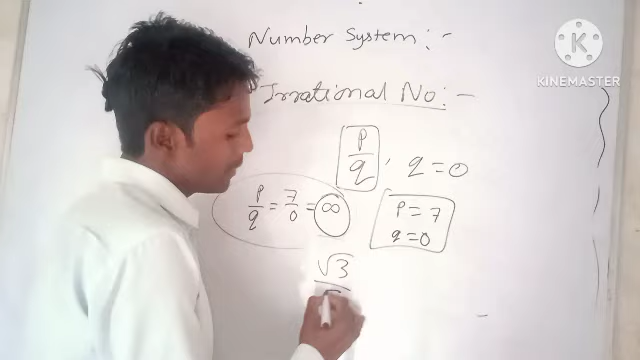 Number System :-
KINEMASTER
Irrational No :-
p/q , q = 0
p/q = 7/0 = ∞
p = 7
q = 0
√3